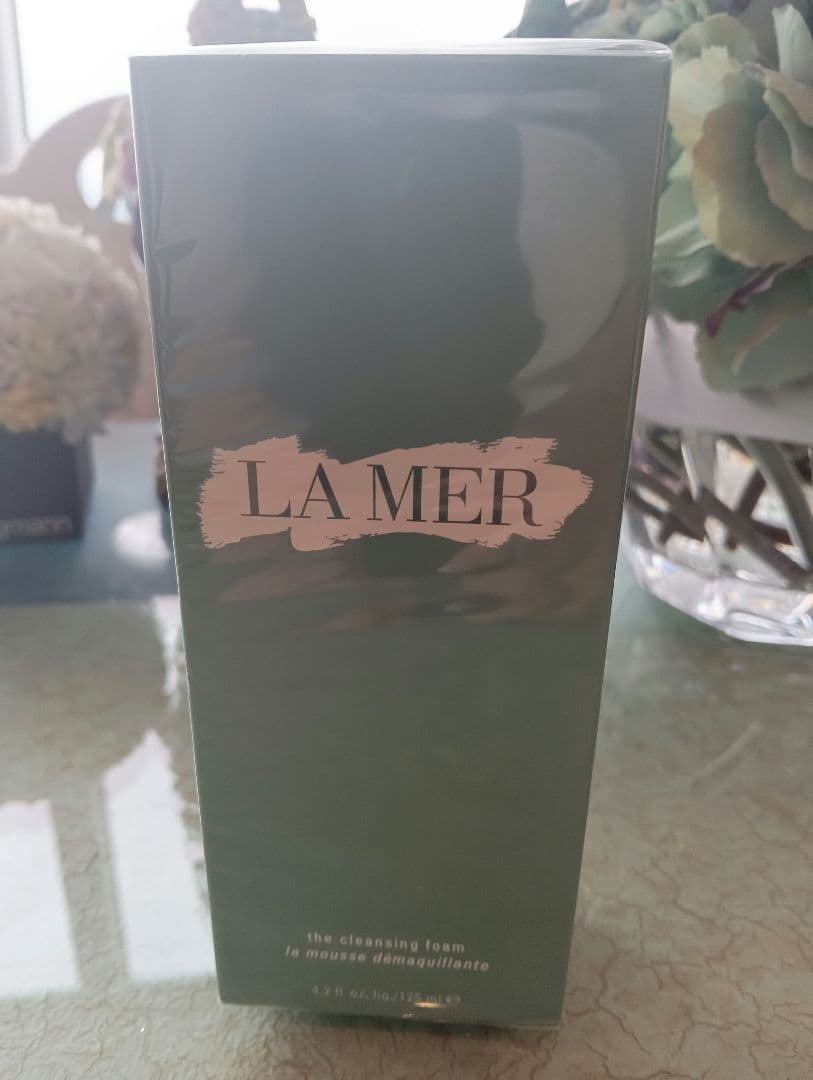 LA MER
the cleansing foam
la mousse démaquillante
4.2 fl. oz. liq./125 ml ℮